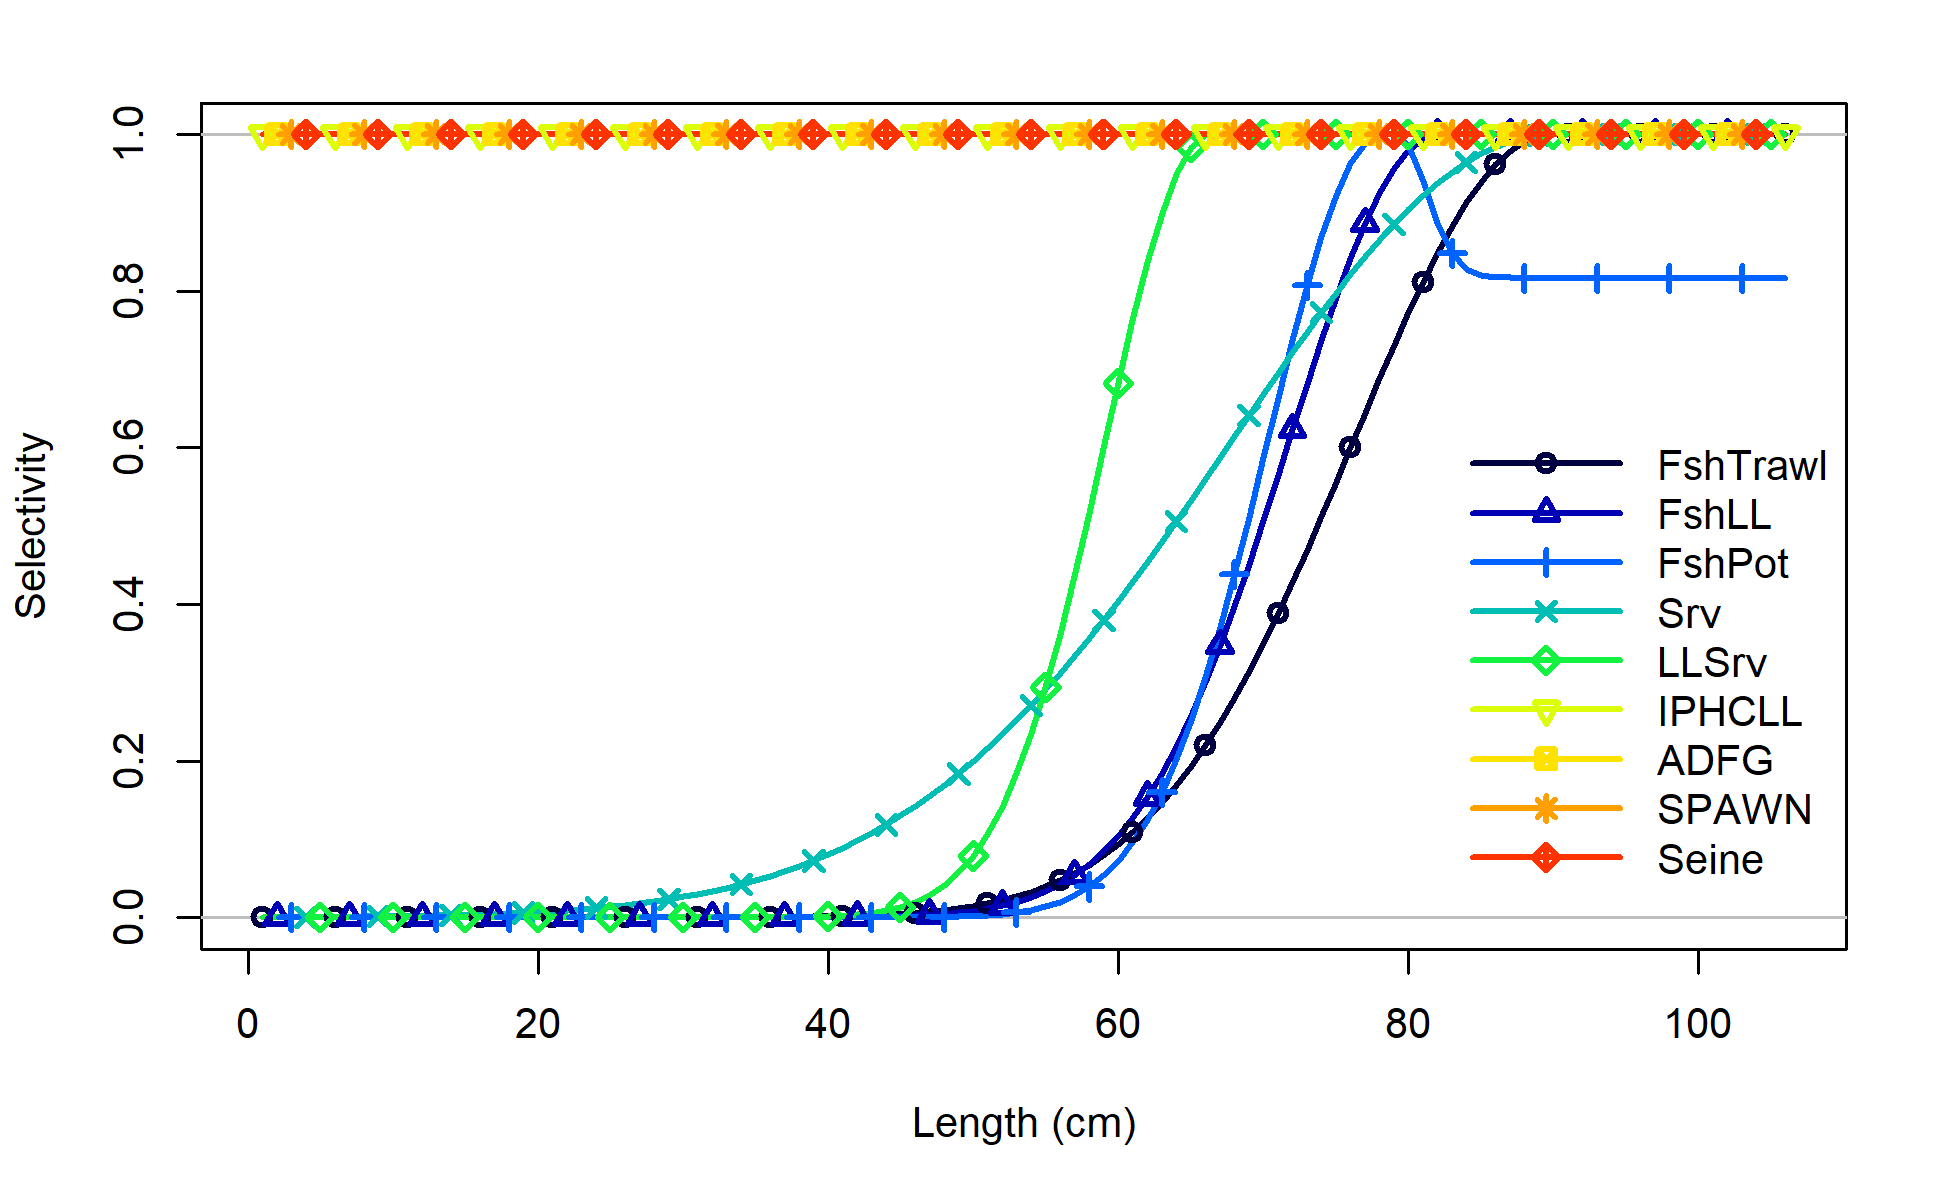 Selectivity
1.0
0.8
0.6
0.4
0.2
0.0
FshTrawl
FshLL
FshPot
Srv
LLSrv
IPHCLL
ADFG
SPAWN
Seine
0 20 40 60 80 100
Length (cm)